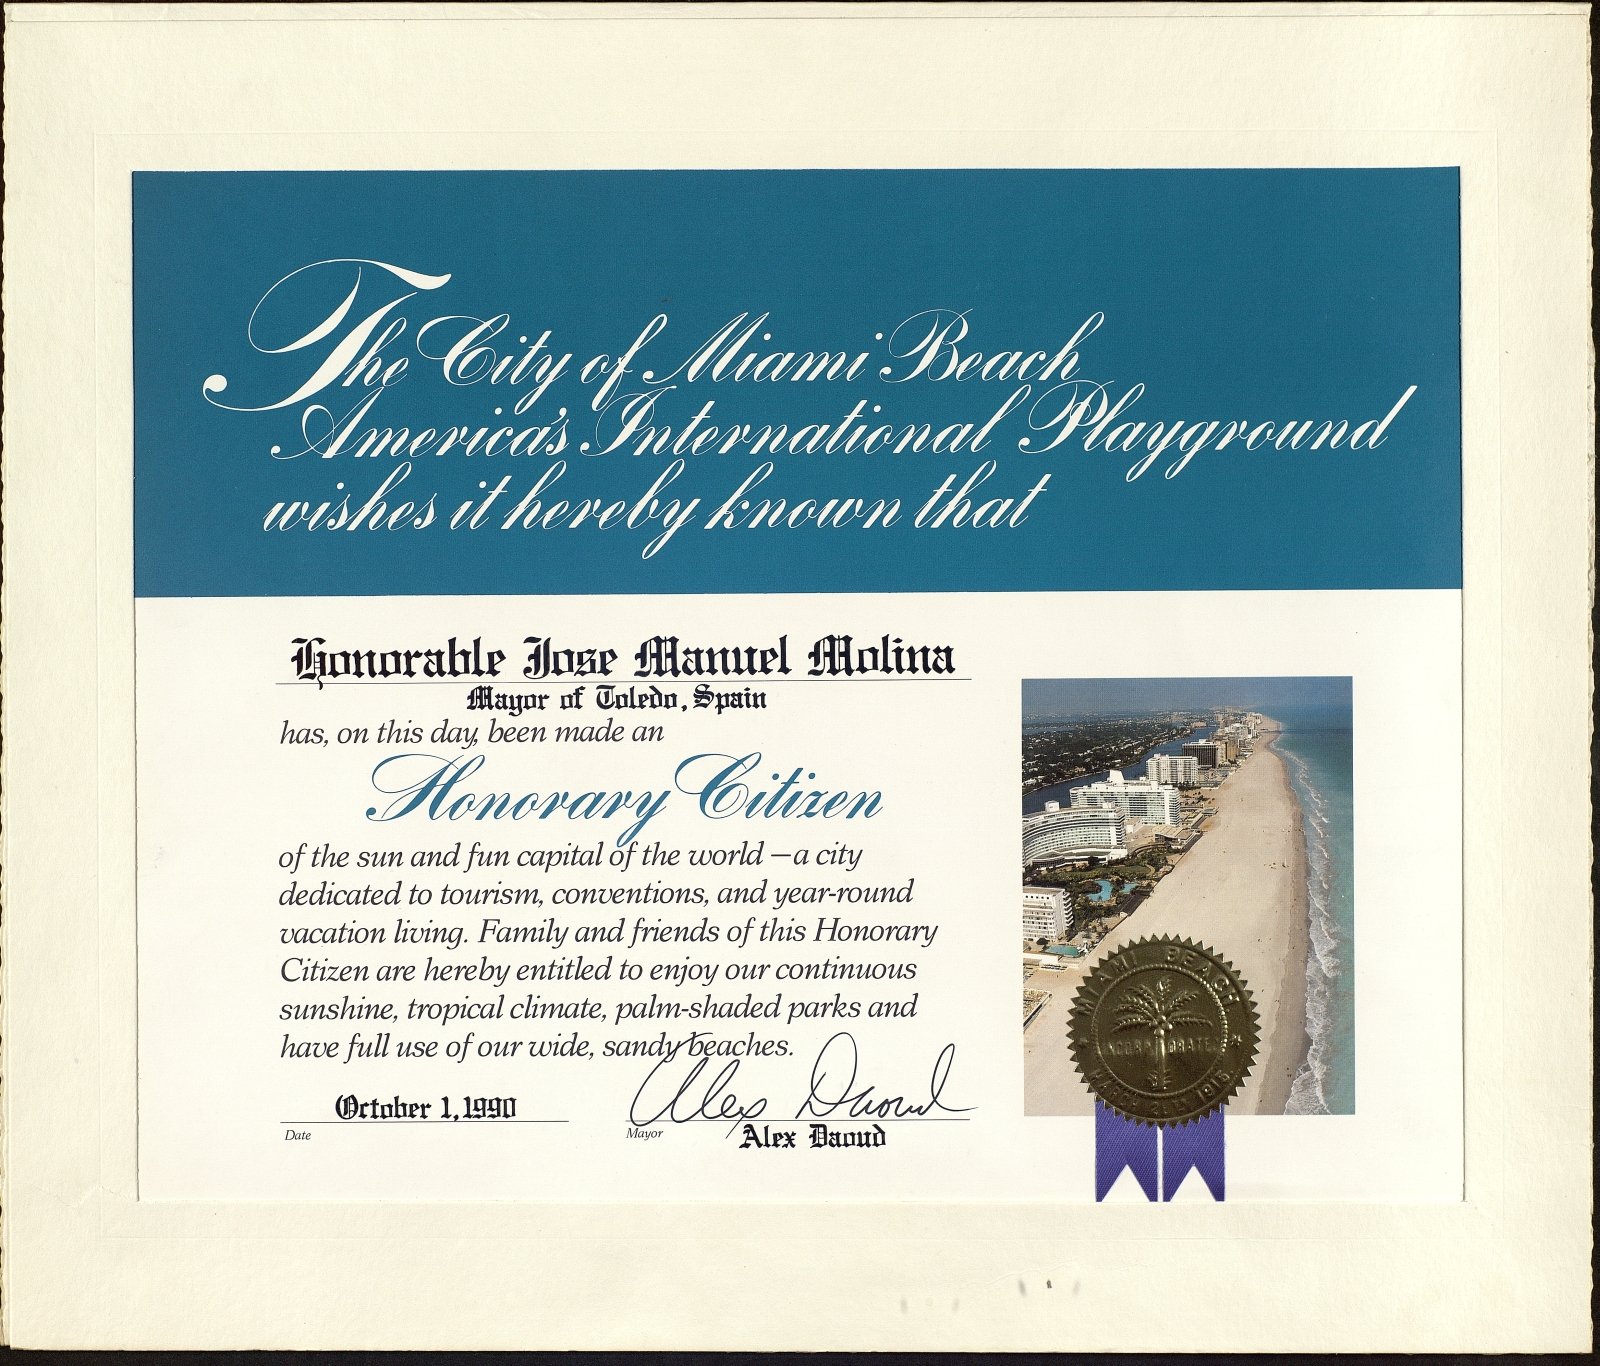 The City of Miami Beach
America's International Playground
wishes it hereby known that
Honorable Jose Manuel Molina
Mayor of Toledo, Spain
has, on this day, been made an
Honorary Citizen
of the sun and fun capital of the world—a city
dedicated to tourism, conventions, and year-round
vacation living. Family and friends of this Honorary
Citizen are hereby entitled to enjoy our continuous
sunshine, tropical climate, palm-shaded parks and
have full use of our wide, sandy beaches.
October 1, 1990
Date
Alex Daoud
Mayor
Alex Daoud
MIAMI BEACH
INCORPORATED
MARCH 26TH 1915